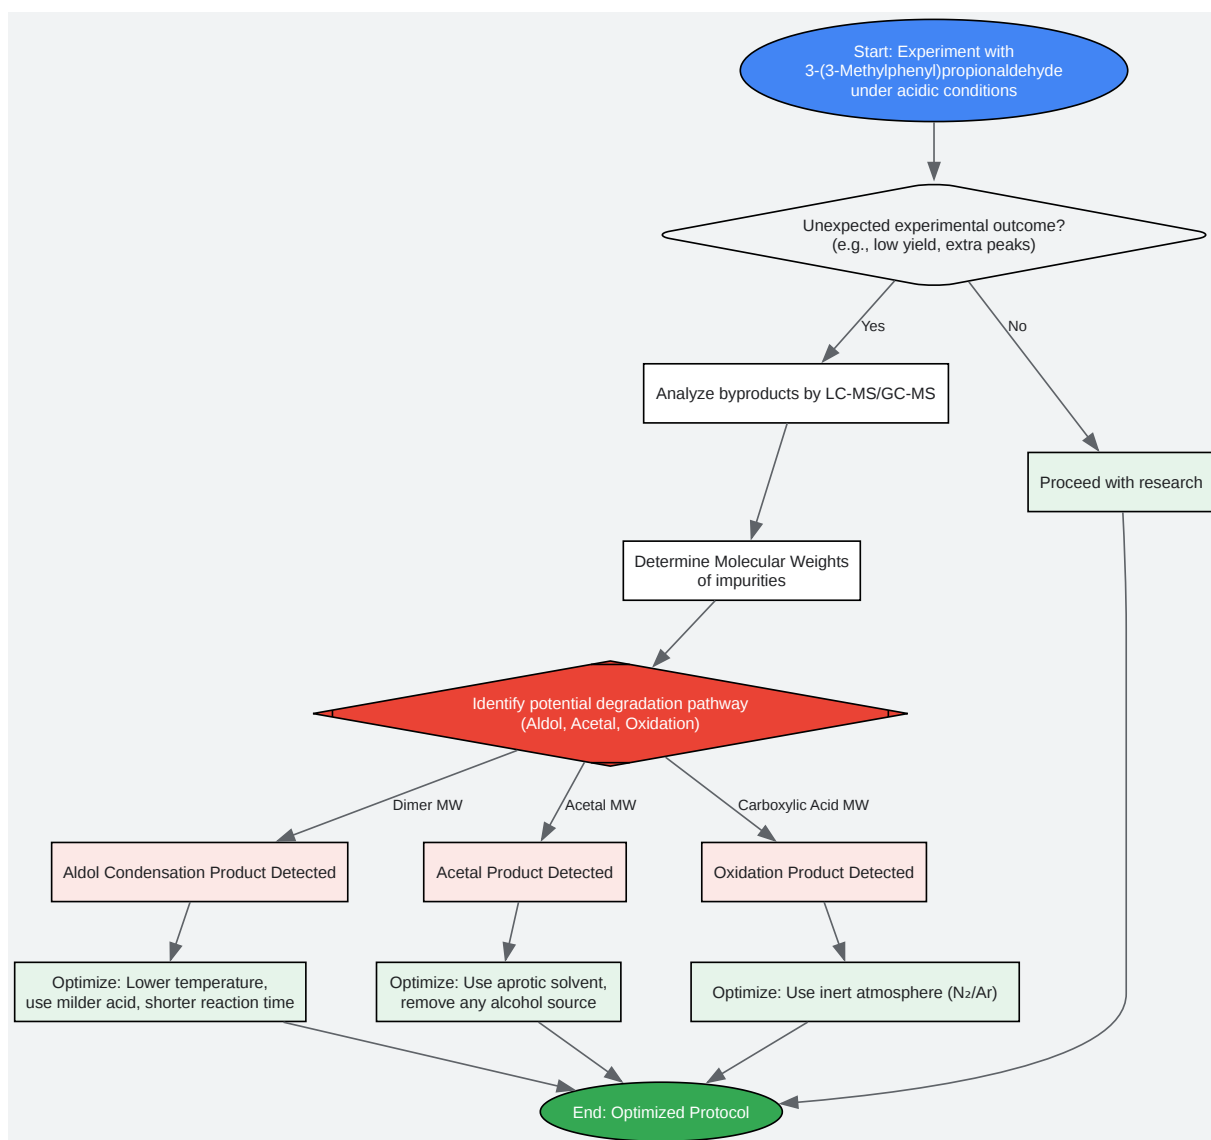 Start: Experiment with
3-(3-Methylphenyl)propionaldehyde
under acidic conditions
Unexpected experimental outcome?
(e.g., low yield, extra peaks)
Yes
No
Analyze byproducts by LC-MS/GC-MS
Proceed with research
Determine Molecular Weights
of impurities
Identify potential degradation pathway
(Aldol, Acetal, Oxidation)
Dimer MW
Acetal MW
Carboxylic Acid MW
Aldol Condensation Product Detected
Acetal Product Detected
Oxidation Product Detected
Optimize: Lower temperature,
use milder acid, shorter reaction time
Optimize: Use aprotic solvent,
remove any alcohol source
Optimize: Use inert atmosphere (N₂/Ar)
End: Optimized Protocol